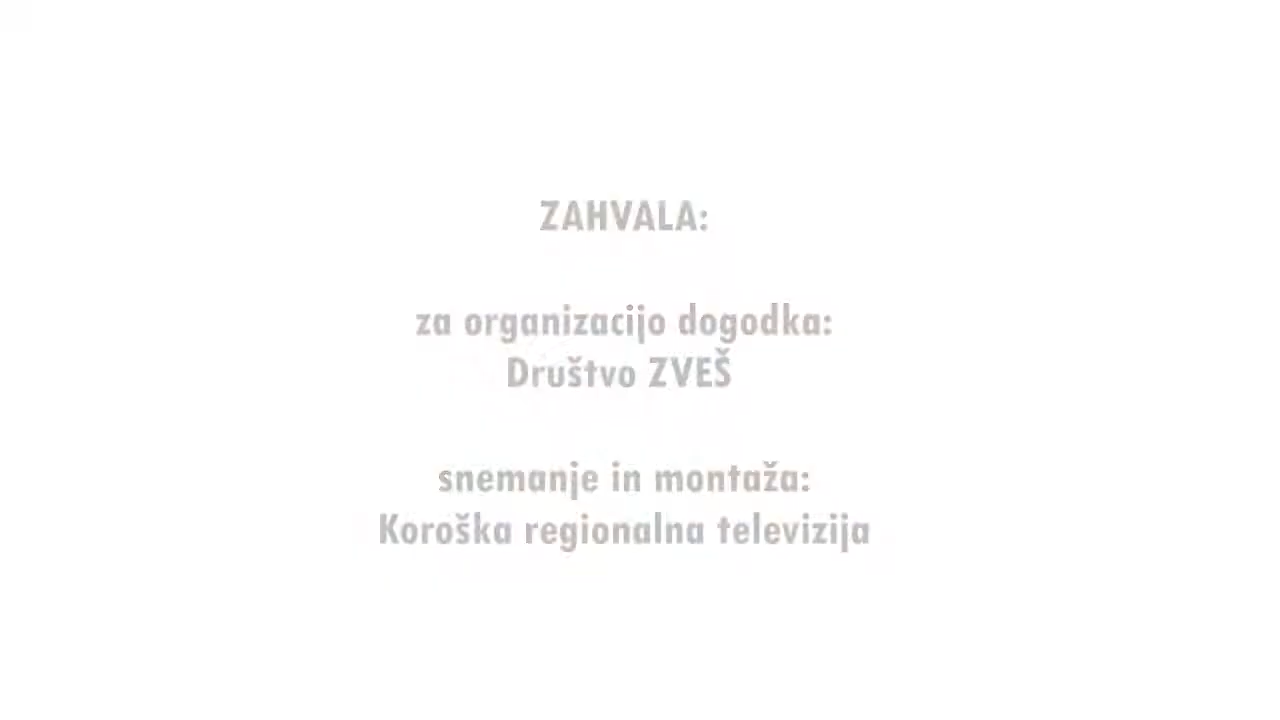 ZAHVALA:
za organizacijo dogodka:
Društvo ZVEŠ
snemanje in montaža:
Koroška regionalna televizija